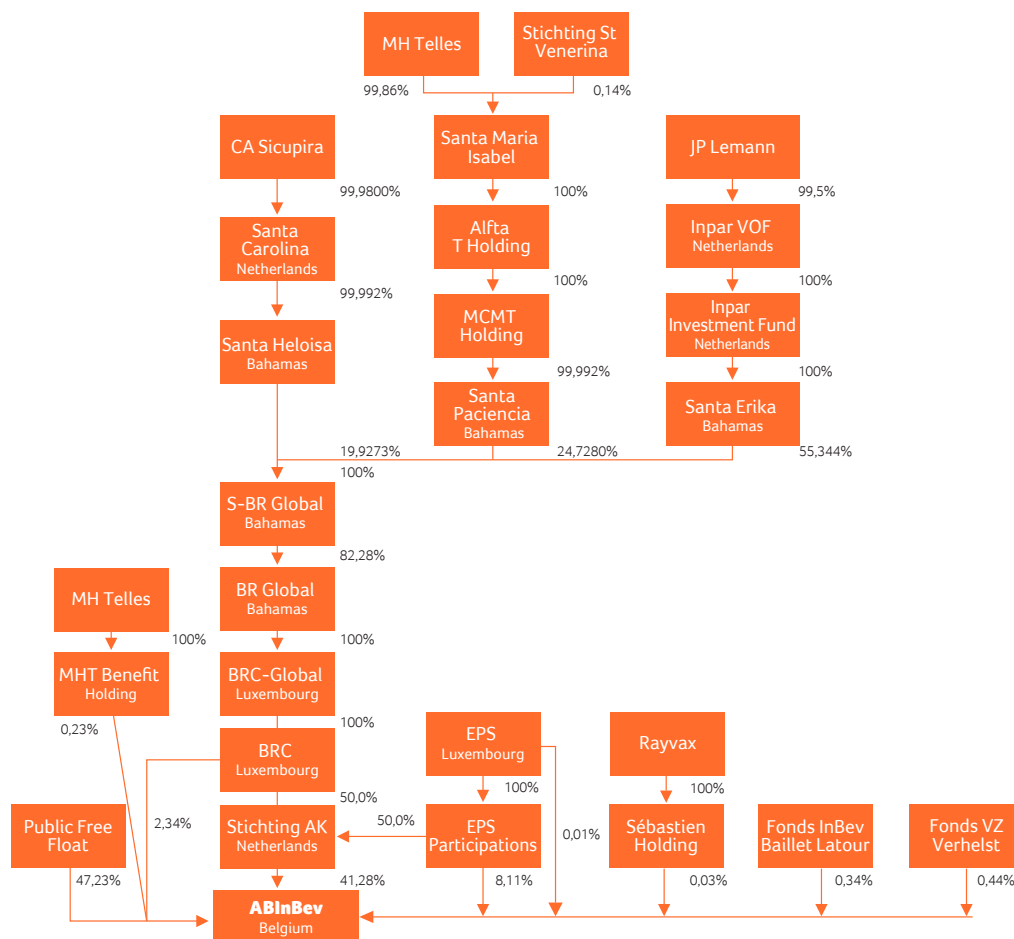 MH Telles
Stichting St
Venerina
99,86%
0,14%
CA Sicupira
Santa Maria
Isabel
JP Lemann
99,9800%
100%
99,5%
Santa
Carolina
Netherlands
Alfta
T Holding
Inpar VOF
Netherlands
99,992%
100%
100%
Santa Heloisa
Bahamas
MCMT
Holding
Inpar
Investment Fund
Netherlands
99,992%
100%
Santa
Paciencia
Bahamas
Santa Erika
Bahamas
19,9273%
24,7280%
55,344%
100%
S-BR Global
Bahamas
82,28%
MH Telles
BR Global
Bahamas
100%
100%
MHT Benefit
Holding
BRC-Global
Luxembourg
0,23%
100%
BRC
Luxembourg
EPS
Luxembourg
Rayvax
50,0%
100%
100%
Public Free
Float
2,34%
Stichting AK
Netherlands
50,0%
EPS
Participations
0,01%
Sébastien
Holding
Fonds InBev
Baillet Latour
Fonds VZ
Verhelst
47,23%
41,28%
8,11%
0,03%
0,34%
0,44%
ABInBev
Belgium